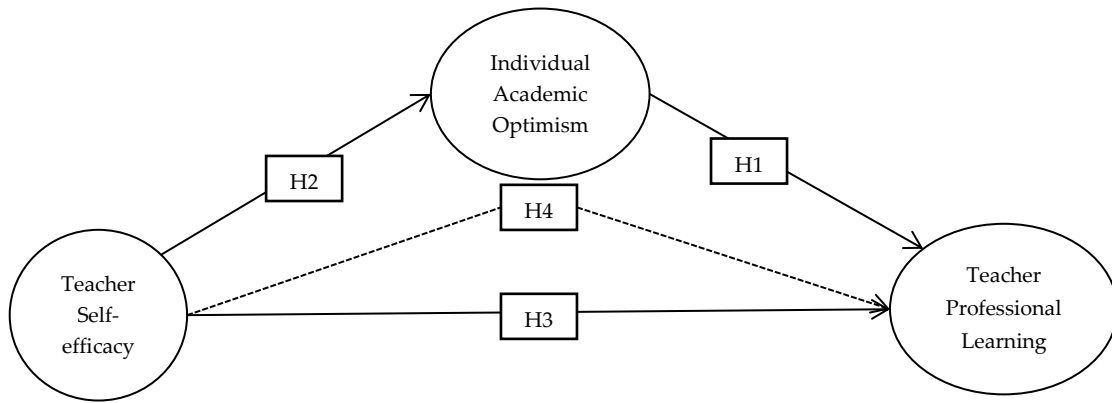 Individual
Academic
Optimism
H2
H1
H4
Teacher
Self-
efficacy
H3
Teacher
Professional
Learning